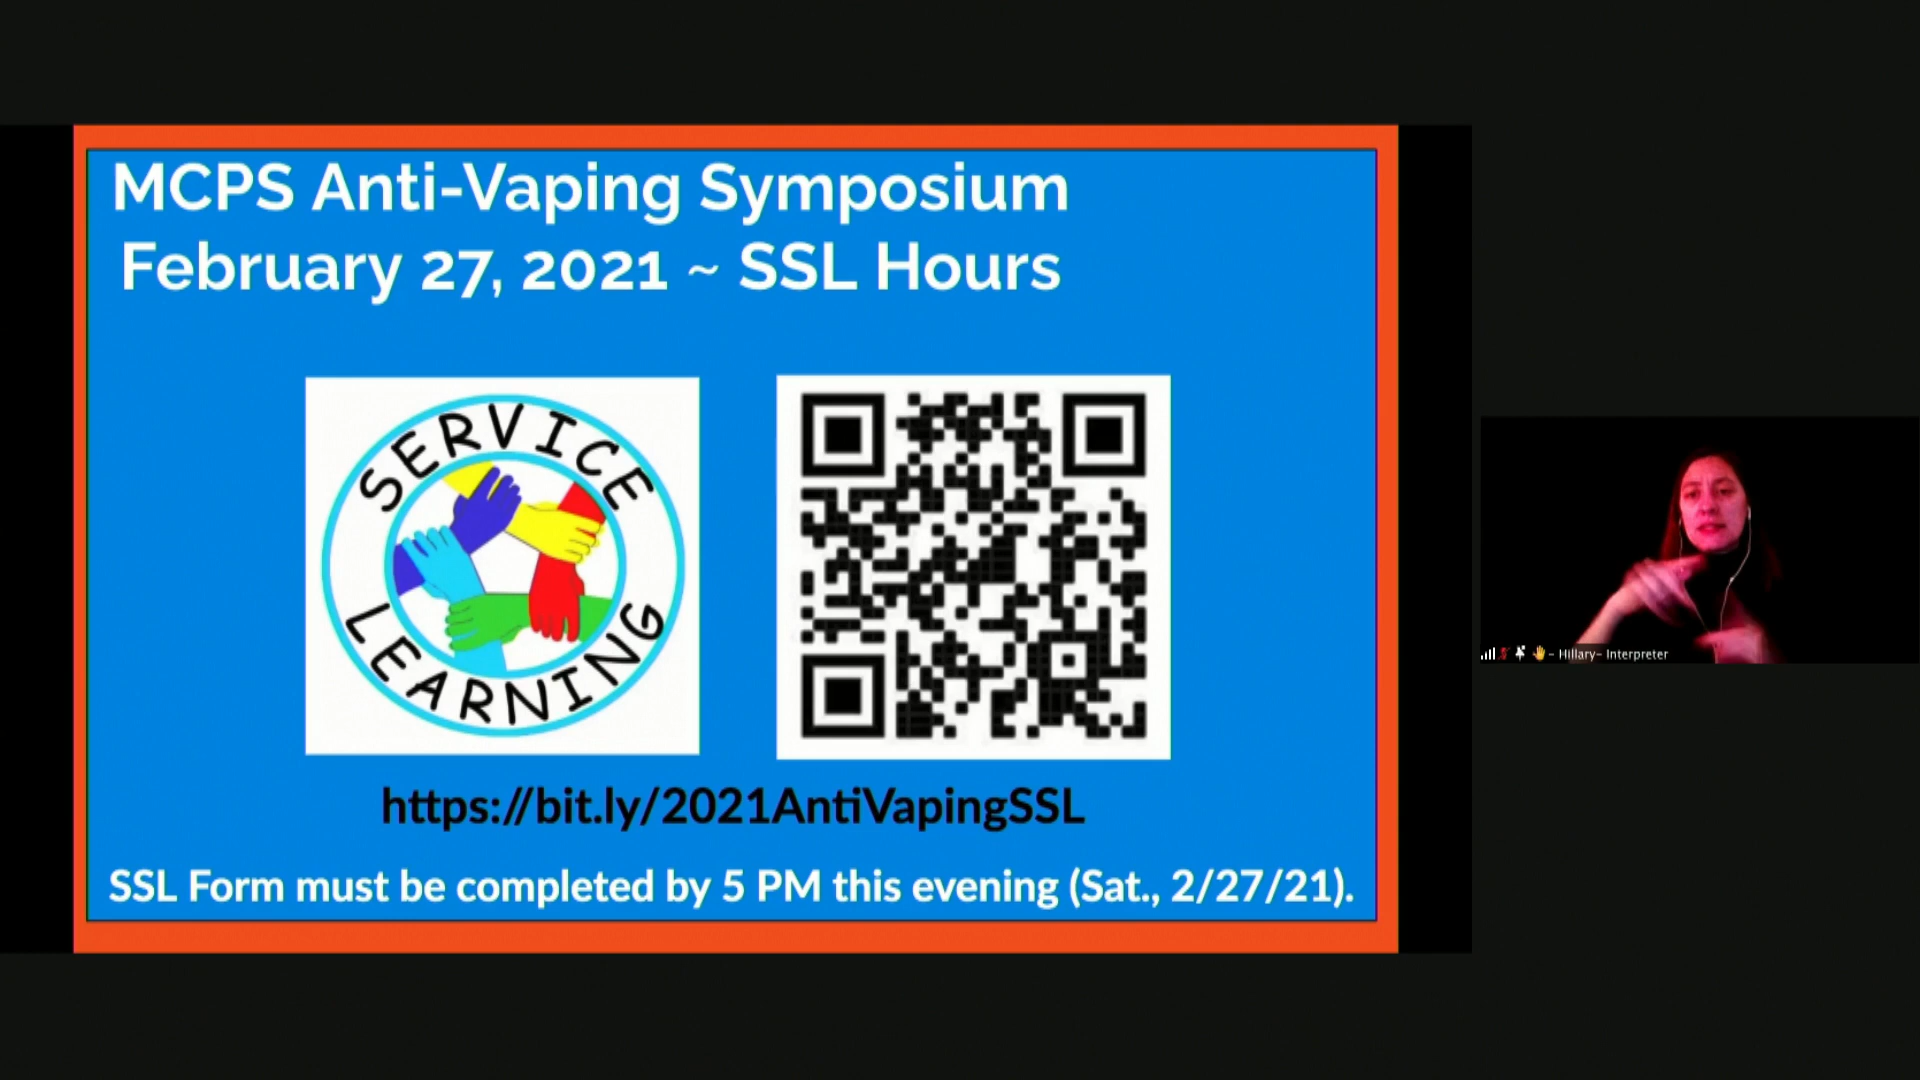 MCPS Anti-Vaping Symposium
February 27, 2021 ~ SSL Hours
SERVICE
LEARNING
https://bit.ly/2021AntiVapingSSL
SSL Form must be completed by 5 PM this evening (Sat., 2/27/21).
- Hillary- Interpreter